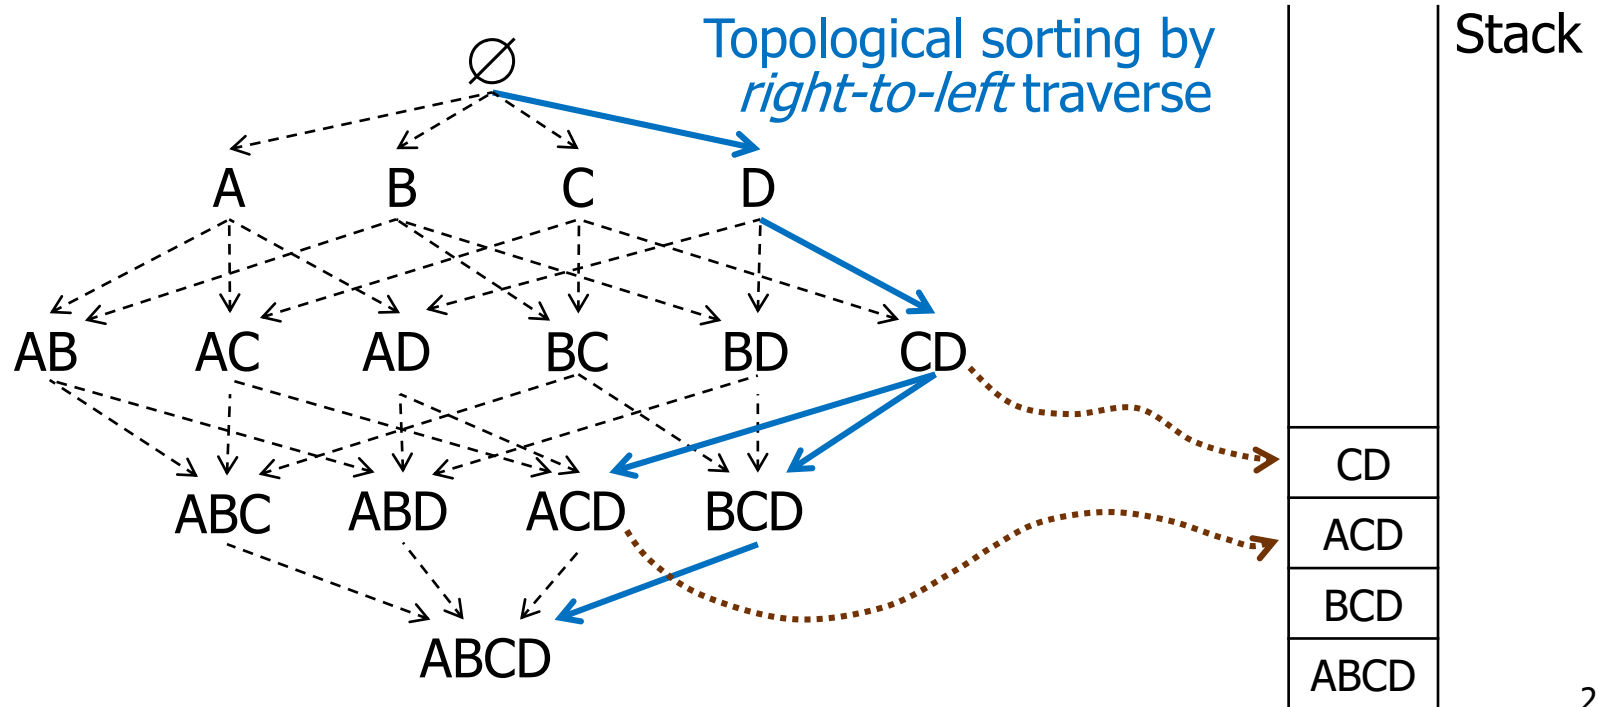 Topological sorting by
right-to-left traverse
Stack
∅
A B C D
AB AC AD BC BD CD
ABC ABD ACD BCD
ABCD
CD
ACD
BCD
ABCD
2